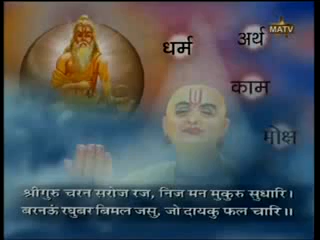 MATV
धर्म
अर्थ
काम
मोक्ष
श्रीगुरु चरन सरोज रज, निज मन मुकुरु सुधारि।
बरनऊं रघुबर बिमल जसु, जो दायकु फल चारि॥